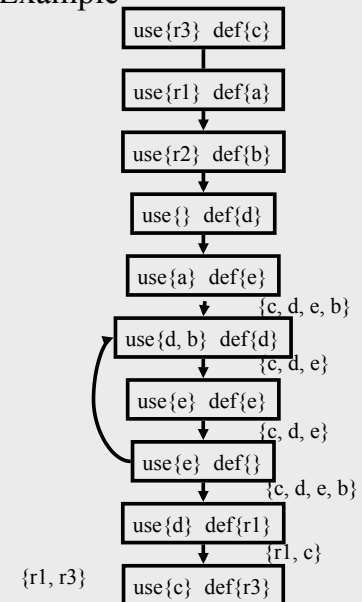 Example
use{r3} def{c}
use{r1} def{a}
use{r2} def{b}
use{} def{d}
use{a} def{e}
{c, d, e, b}
use{d, b} def{d}
{c, d, e}
use{e} def{e}
{c, d, e}
use{e} def{}
{c, d, e, b}
use{d} def{r1}
{r1, c}
{r1, r3}
use{c} def{r3}